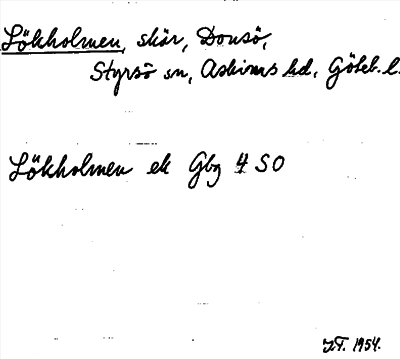 Lökholmen, skär, Donsö,
Styrsö sn, Askims hd, Göteb. l.
Lökholmen ek Gbg 4 SO
1954.